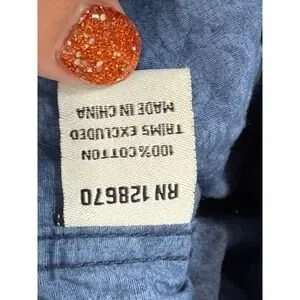 RN 128670
100% COTTON
TRIMS EXCLUDED
MADE IN CHINA